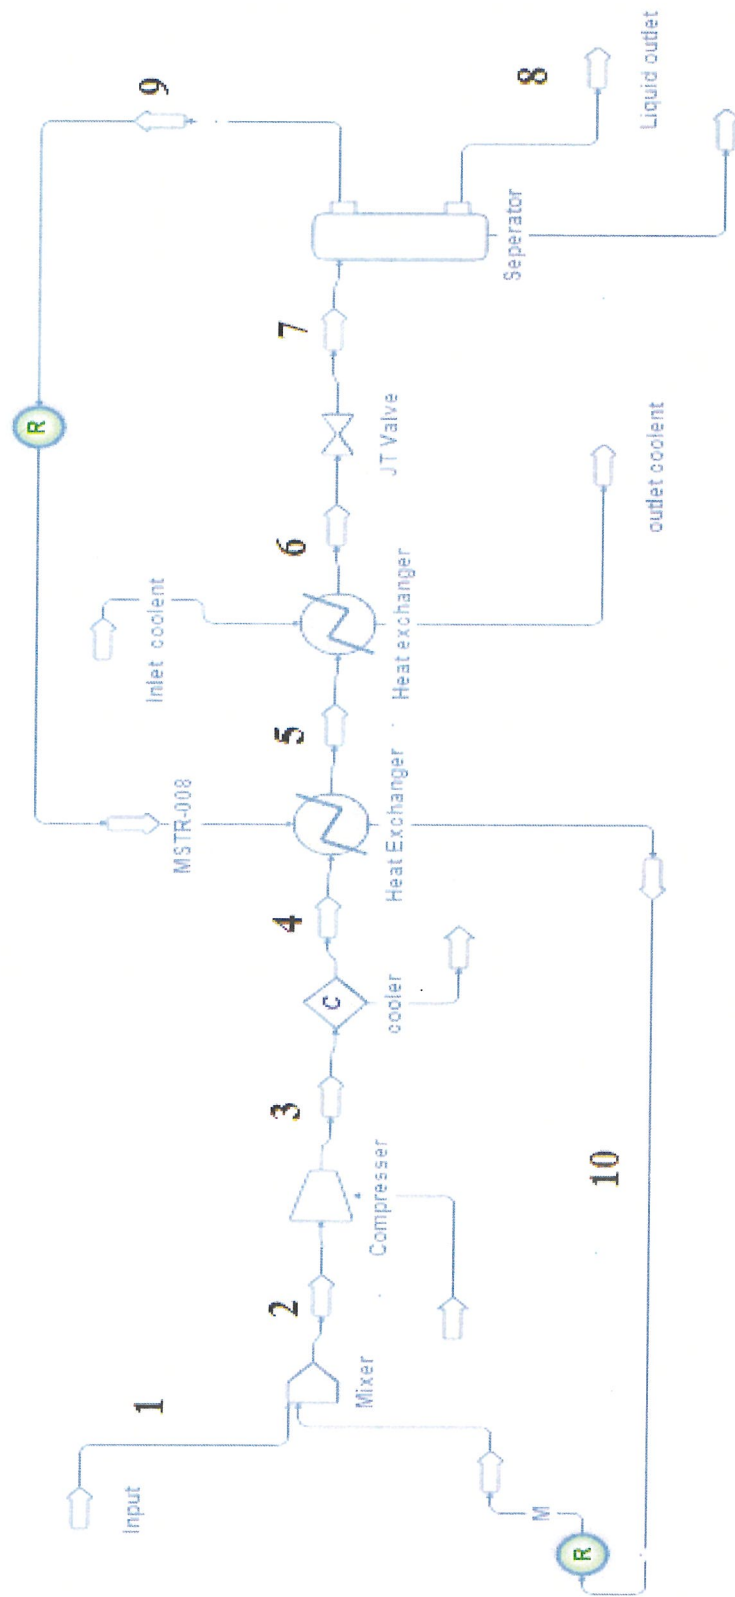 Input
1
Mixer
2
Compresser
3
C
cooler
4
Heat Exchanger
MSTR-008
5
Heat exchanger
Inlet coolent
6
outlet coolent
JT Valve
7
Seperator
8
Liquid outlet
9
R
10
R
M